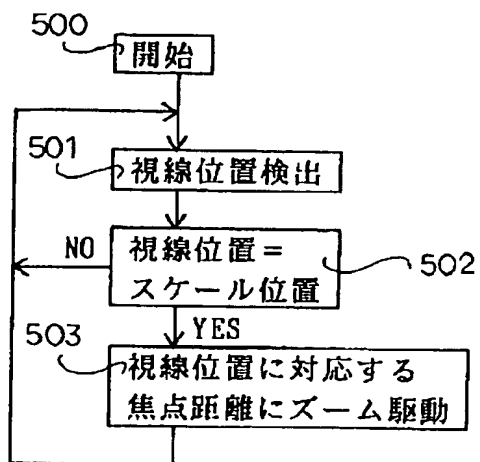 500
開始
501
視線位置検出
NO
視線位置＝
スケール位置
502
YES
503
視線位置に対応する
焦点距離にズーム駆動